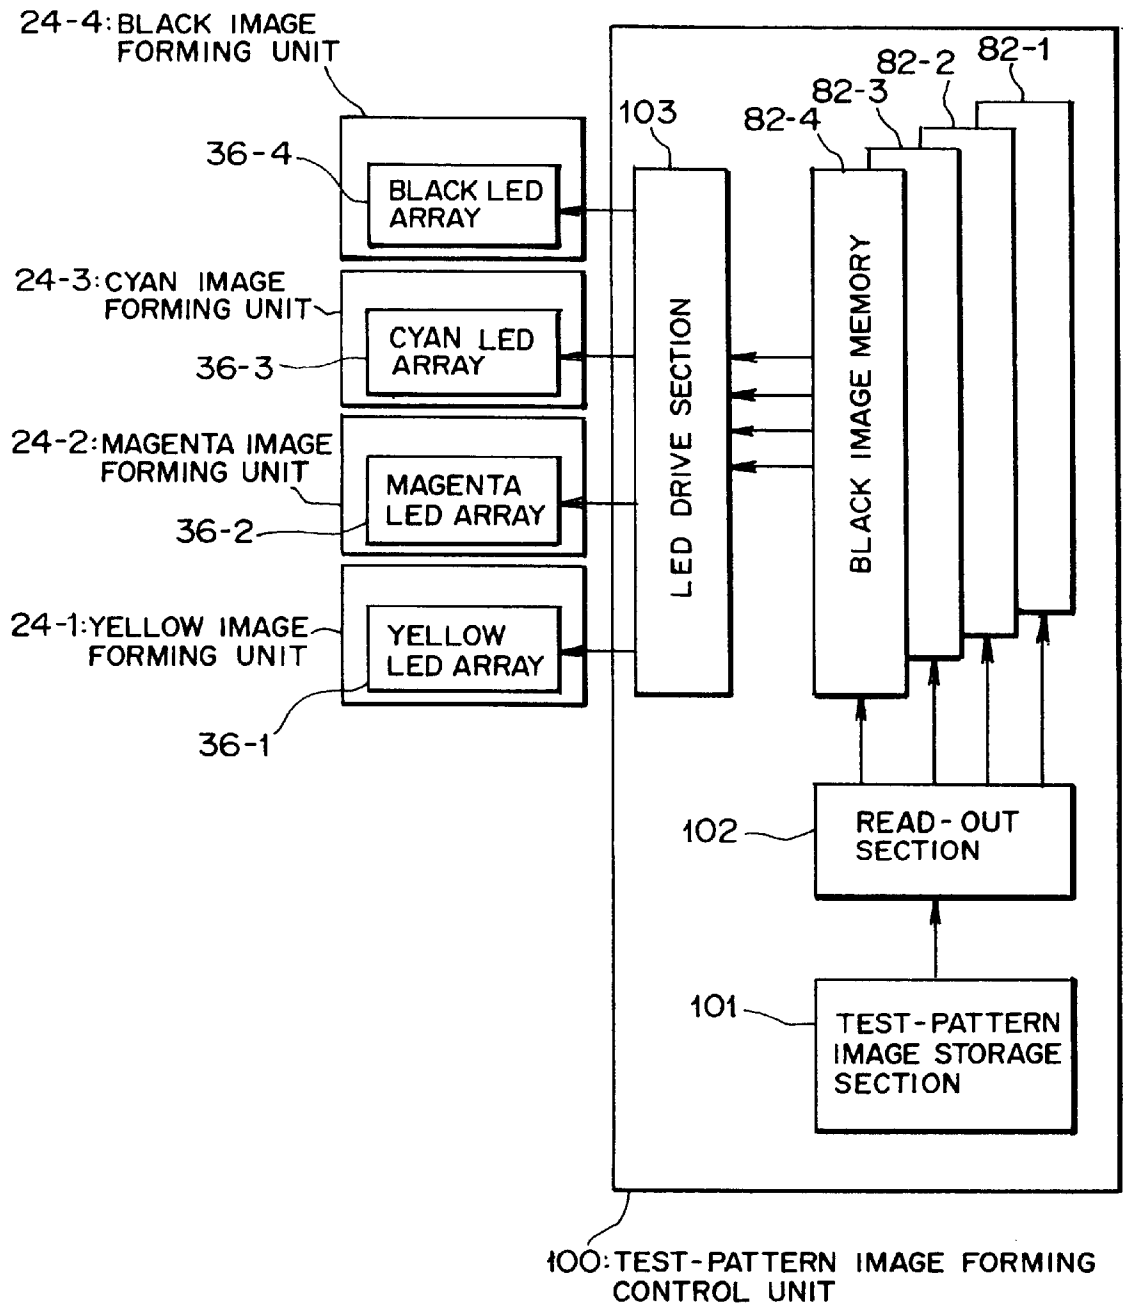 24-4: BLACK IMAGE
FORMING UNIT
36-4
BLACK LED
ARRAY
24-3: CYAN IMAGE
FORMING UNIT
36-3
CYAN LED
ARRAY
24-2: MAGENTA IMAGE
FORMING UNIT
36-2
MAGENTA
LED ARRAY
24-1: YELLOW IMAGE
FORMING UNIT
36-1
YELLOW
LED ARRAY
103
LED DRIVE SECTION
82-4
82-3
82-2
82-1
BLACK IMAGE MEMORY
102
READ-OUT
SECTION
101
TEST-PATTERN
IMAGE STORAGE
SECTION
100: TEST-PATTERN IMAGE FORMING
CONTROL UNIT